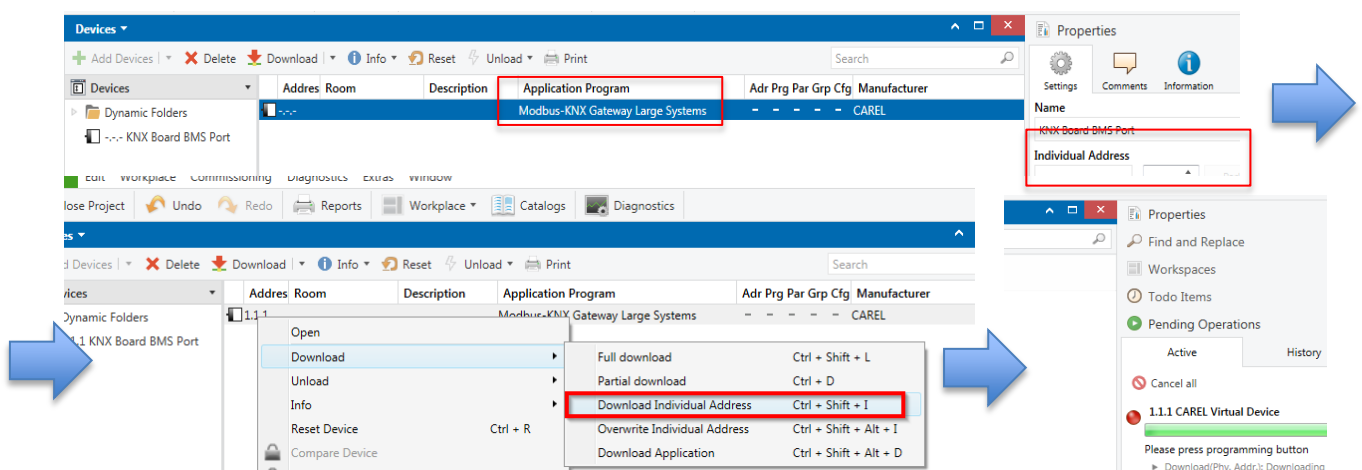 Devices
Add Devices Delete Download Info Reset Unload Print Search
Devices Addres Room Description Application Program Adr Prg Par Grp Cfg Manufacturer
Dynamic Folders -.-.- Modbus-KNX Gateway Large Systems - - - - - CAREL
-.-.- KNX Board BMS Port
Properties
Settings Comments Information
Name
KNX Board BMS Port
Individual Address
Edit Workplace Commissioning Diagnostics Extras Window
lose Project Undo Redo Reports Workplace Catalogs Diagnostics
es
d Devices Delete Download Info Reset Unload Print Search
vices Addres Room Description Application Program Adr Prg Par Grp Cfg Manufacturer
Dynamic Folders 1.1.1 Modbus-KNX Gateway Large Systems - - - - - CAREL
.1 KNX Board BMS Port
Open
Download
Unload
Info
Reset Device Ctrl + R
Compare Device
Full download Ctrl + Shift + L
Partial download Ctrl + D
Download Individual Address Ctrl + Shift + I
Overwrite Individual Address Ctrl + Shift + Alt + I
Download Application Ctrl + Shift + Alt + D
Properties
Find and Replace
Workspaces
Todo Items
Pending Operations
Active History
Cancel all
1.1.1 CAREL Virtual Device
Please press programming button
Download(Phy. Addr.): Downloading